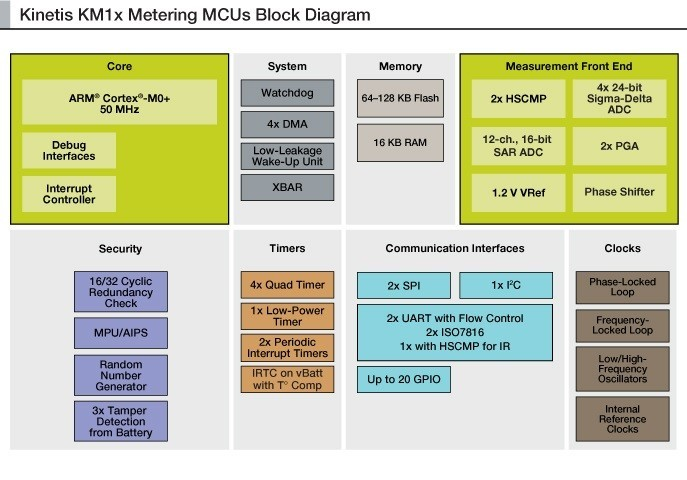 Kinetis KM1x Metering MCUs Block Diagram
Core
ARM® Cortex®-M0+
50 MHz
Debug
Interfaces
Interrupt
Controller
System
Watchdog
4x DMA
Low-Leakage
Wake-Up Unit
XBAR
Memory
64–128 KB Flash
16 KB RAM
Measurement Front End
2x HSCMP
4x 24-bit
Sigma-Delta
ADC
12-ch., 16-bit
SAR ADC
2x PGA
1.2 V VRef
Phase Shifter
Security
16/32 Cyclic
Redundancy
Check
MPU/AIPS
Random
Number
Generator
3x Tamper
Detection
from Battery
Timers
4x Quad Timer
1x Low-Power
Timer
2x Periodic
Interrupt Timers
IRTC on vBatt
with T° Comp
Communication Interfaces
2x SPI
1x I²C
2x UART with Flow Control
2x ISO7816
1x with HSCMP for IR
Up to 20 GPIO
Clocks
Phase-Locked
Loop
Frequency-
Locked Loop
Low/High-
Frequency
Oscillators
Internal
Reference
Clocks